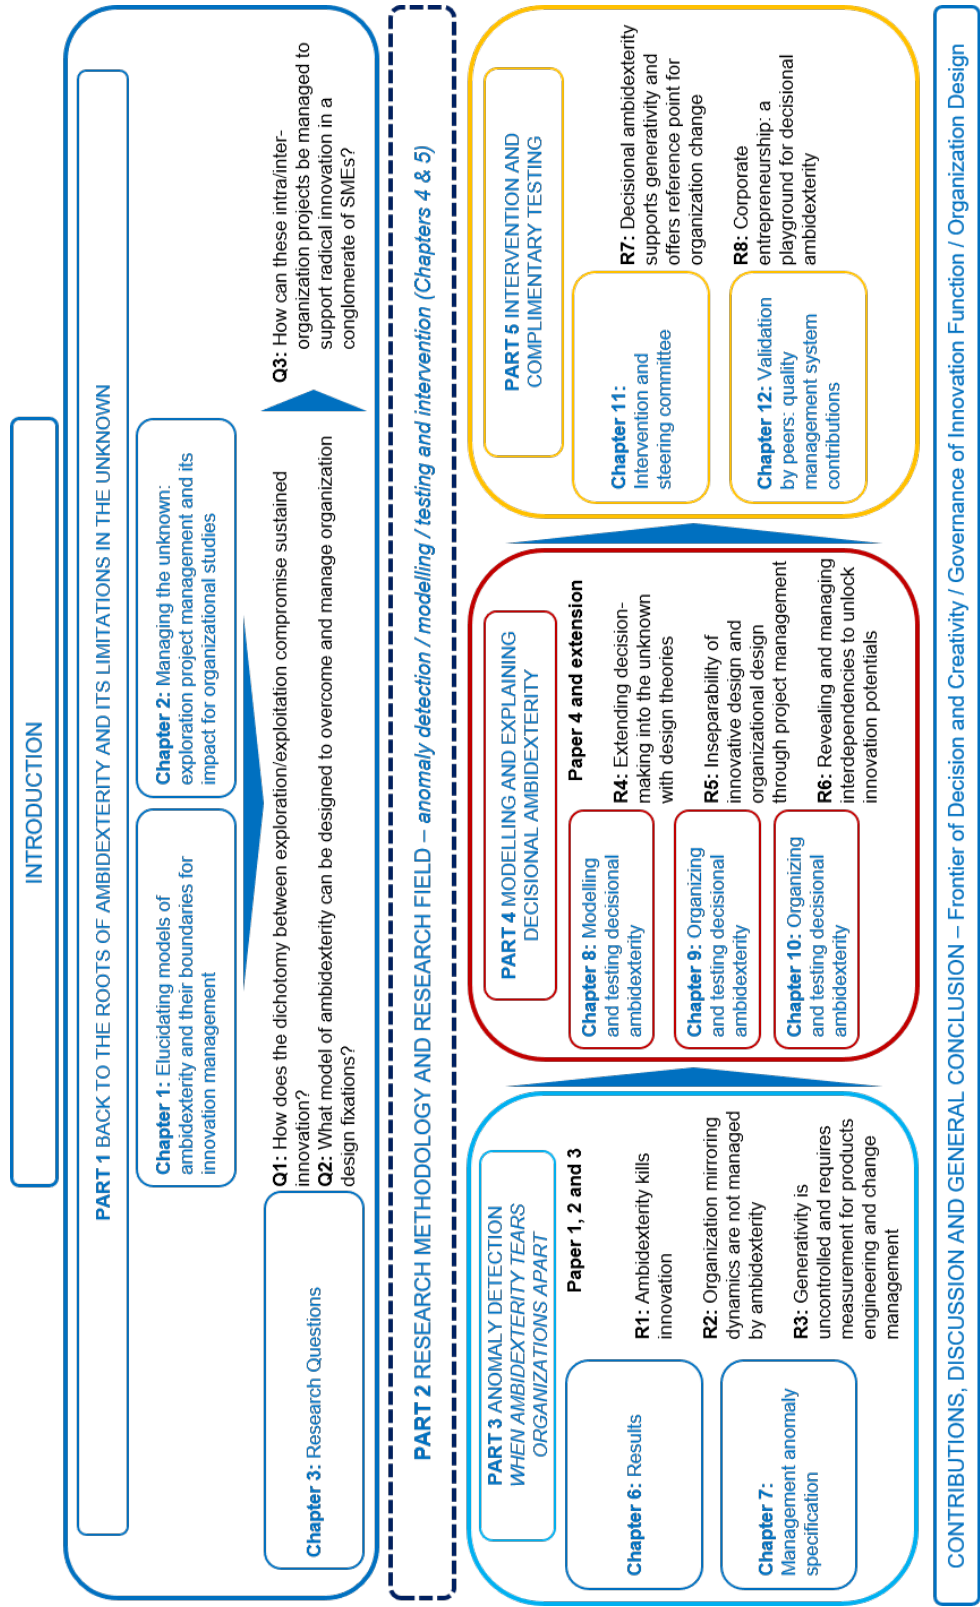 INTRODUCTION
PART 1 BACK TO THE ROOTS OF AMBIDEXTERITY AND ITS LIMITATIONS IN THE UNKNOWN
Chapter 1: Elucidating models of
ambidexterity and their boundaries for
innovation management
Chapter 2: Managing the unknown:
exploration project management and its
impact for organizational studies
Chapter 3: Research Questions
Q1: How does the dichotomy between exploration/exploitation compromise sustained
innovation?
Q2: What model of ambidexterity can be designed to overcome and manage organization
design fixations?
Q3: How can these intra/inter-
organization projects be managed to
support radical innovation in a
conglomerate of SMEs?
PART 2 RESEARCH METHODOLOGY AND RESEARCH FIELD – anomaly detection / modelling / testing and intervention (Chapters 4 & 5)
PART 3 ANOMALY DETECTION
WHEN AMBIDEXTERITY TEARS
ORGANIZATIONS APART
Paper 1, 2 and 3
Chapter 6: Results
R1: Ambidexterity kills
innovation
R2: Organization mirroring
dynamics are not managed
by ambidexterity
Chapter 7:
Management anomaly
specification
R3: Generativity is
uncontrolled and requires
measurement for products
engineering and change
management
PART 4 MODELLING AND EXPLAINING
DECISIONAL AMBIDEXTERITY
Paper 4 and extension
Chapter 8: Modelling
and testing decisional
ambidexterity
R4: Extending decision-
making into the unknown
with design theories
Chapter 9: Organizing
and testing decisional
ambidexterity
R5: Inseparability of
innovative design and
organizational design
through project management
Chapter 10: Organizing
and testing decisional
ambidexterity
R6: Revealing and managing
interdependencies to unlock
innovation potentials
PART 5 INTERVENTION AND
COMPLIMENTARY TESTING
Chapter 11:
Intervention and
steering committee
R7: Decisional ambidexterity
supports generativity and
offers reference point for
organization change
Chapter 12: Validation
by peers: quality
management system
contributions
R8: Corporate
entrepreneurship: a
playground for decisional
ambidexterity
CONTRIBUTIONS, DISCUSSION AND GENERAL CONCLUSION – Frontier of Decision and Creativity / Governance of Innovation Function / Organization Design